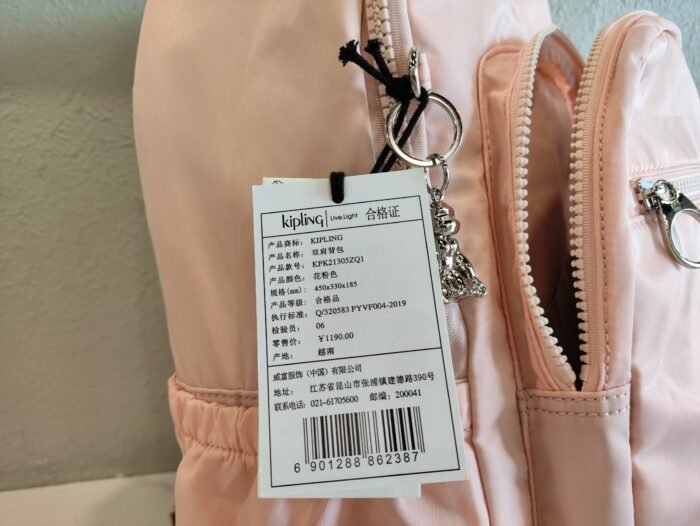 kipling Live.Light 合格证
产品商标: KIPLING
产品名称: 双肩背包
产品款号: KPK21305ZQ1
产品颜色: 花粉色
规格(mm): 450x330x185
产品等级: 合格品
执行标准: Q/320583 PYVF004-2019
检验员: 06
零售价: ¥1190.00
产地: 越南
威富服饰(中国)有限公司
地址: 江苏省昆山市张浦镇建德路390号
联系电话: 021-61705600 邮编: 200041
6 901288 862387